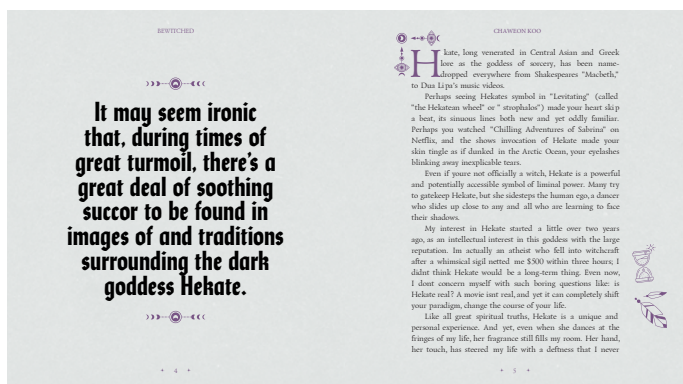 BEWITCHED
It may seem ironic
that, during times of
great turmoil, there's a
great deal of soothing
succor to be found in
images of and traditions
surrounding the dark
goddess Hekate.
4
CHAWEON KOO
Hkate, long venerated in Central Asian and Greek
lore as the goddess of sorcery, has been name-
dropped everywhere from Shakespeares "Macbeth,"
to Dua Lipa's music videos.
Perhaps seeing Hekates symbol in "Levitating" (called
"the Hekatean wheel" or " strophalos") made your heart skip
a beat, its sinuous lines both new and yet oddly familiar.
Perhaps you watched "Chilling Adventures of Sabrina" on
Netflix, and the shows invocation of Hekate made your
skin tingle as if dunked in the Arctic Ocean, your eyelashes
blinking away inexplicable tears.
Even if youre not officially a witch, Hekate is a powerful
and potentially accessible symbol of liminal power. Many try
to gatekeep Hekate, but she sidesteps the human ego, a dancer
who slides up close to any and all who are learning to face
their shadows.
My interest in Hekate started a little over two years
ago, as an intellectual interest in this goddess with the large
reputation. Im actually an atheist who fell into witchcraft
after a whimsical sigil netted me $500 within three hours; I
didnt think Hekate would be a long-term thing. Even now,
I dont concern myself with such boring questions like: is
Hekate real? A movie isnt real, and yet it can completely shift
your paradigm, change the course of your life.
Like all great spiritual truths, Hekate is a unique and
personal experience. And yet, even when she dances at the
fringes of my life, her fragrance still fills my room. Her hand,
her touch, has steered my life with a deftness that I never
5